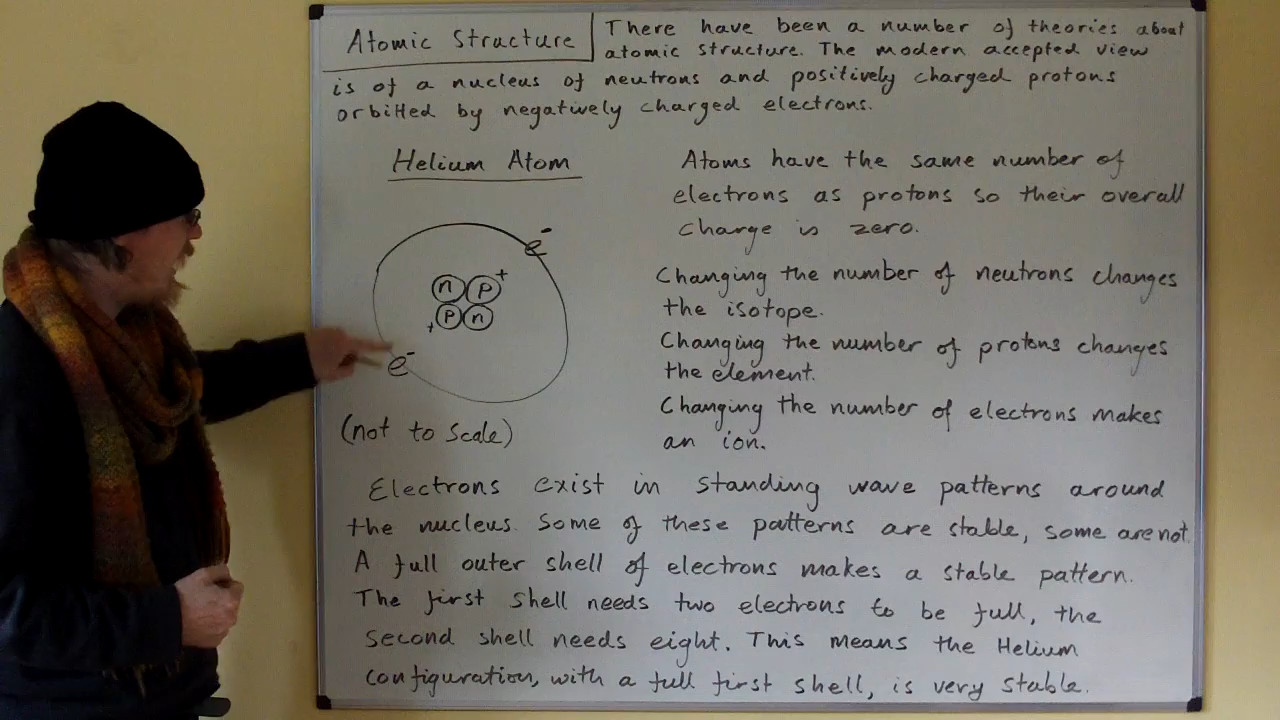 Atomic Structure
There have been a number of theories about
atomic structure. The modern accepted view
is of a nucleus of neutrons and positively charged protons
orbitted by negatively charged electrons.
Helium Atom
e-
n p +
+ p n
e-
(not to scale)
Atoms have the same number of
electrons as protons so their overall
charge is zero.
Changing the number of neutrons changes
the isotope.
Changing the number of protons changes
the element.
Changing the number of electrons makes
an ion.
Electrons exist in standing wave patterns around
the nucleus. Some of these patterns are stable, some are not.
A full outer shell of electrons makes a stable pattern.
The first shell needs two electrons to be full, the
second shell needs eight. This means the Helium
configuration, with a full first shell, is very stable.